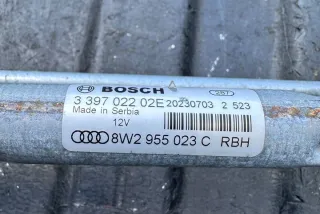 BOSCH
3 397 022 02E 20230703 2 523
Made in Serbia
12V
8W2 955 023 C RBH